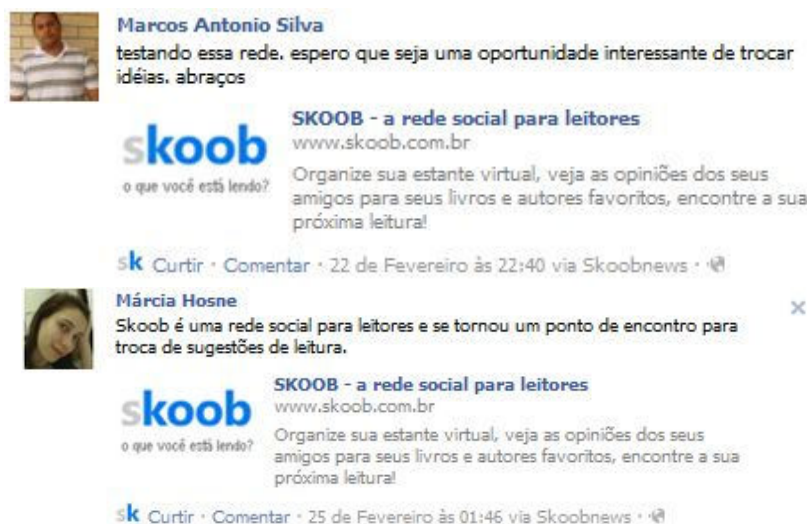 Marcos Antonio Silva
testando essa rede. espero que seja uma oportunidade interessante de trocar
idéias. abraços
skoob
o que você está lendo?
SKOOB - a rede social para leitores
www.skoob.com.br
Organize sua estante virtual, veja as opiniões dos seus
amigos para seus livros e autores favoritos, encontre a sua
próxima leitura!
sk Curtir · Comentar · 22 de Fevereiro às 22:40 via Skoobnews ·
Márcia Hosne
Skoob é uma rede social para leitores e se tornou um ponto de encontro para
troca de sugestões de leitura.
skoob
o que você está lendo?
SKOOB - a rede social para leitores
www.skoob.com.br
Organize sua estante virtual, veja as opiniões dos seus
amigos para seus livros e autores favoritos, encontre a sua
próxima leitura!
sk Curtir · Comentar · 25 de Fevereiro às 01:46 via Skoobnews ·